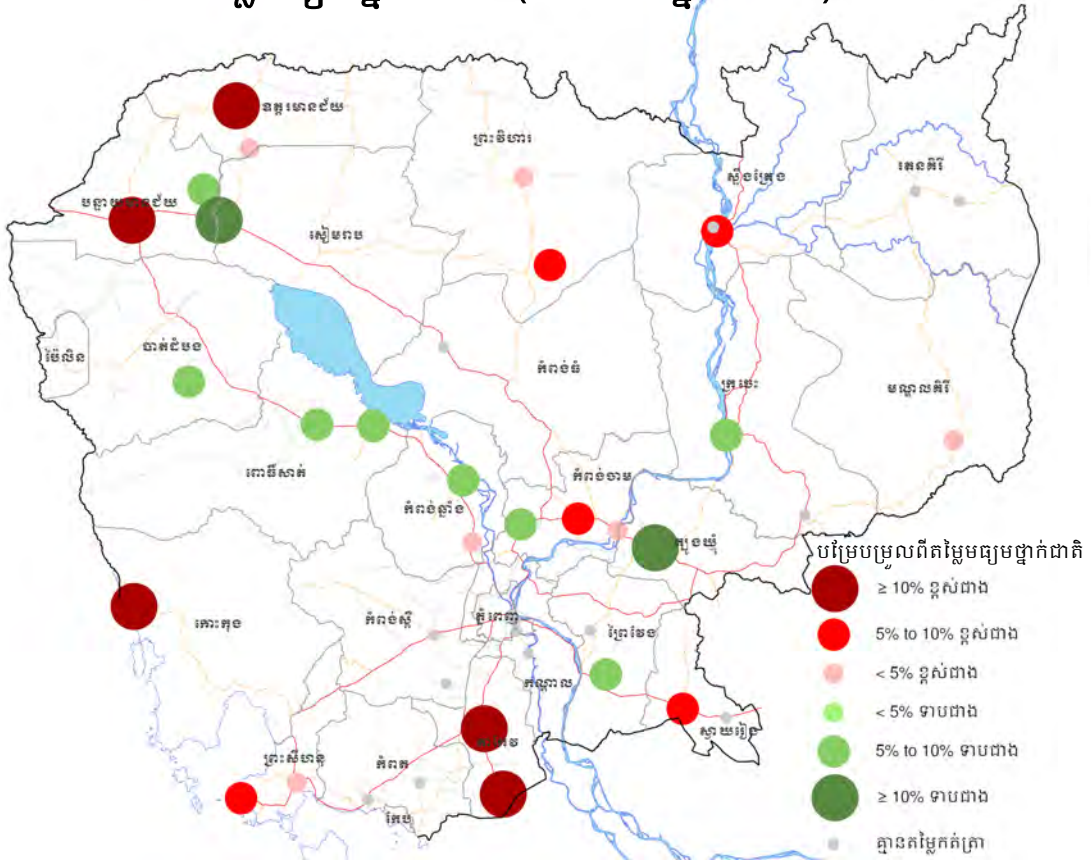 ឧត្តរមានជ័យ
ព្រះវិហារ
រតនគិរី
ស្ទឹងត្រែង
បន្ទាយមានជ័យ
សៀមរាប
បាត់ដំបង
ប៉ៃលិន
កំពង់ធំ
ក្រចេះ
មណ្ឌលគិរី
ពោធិ៍សាត់
កំពង់ចាម
កំពង់ឆ្នាំង
ត្បូងឃ្មុំ
បម្រែបម្រួលពីតម្លៃមធ្យមថ្នាក់ជាតិ
≥ 10% ខ្ពស់ជាង
កោះកុង
កំពង់ស្ពឺ
ភ្នំពេញ
ព្រៃវែង
5% to 10% ខ្ពស់ជាង
< 5% ខ្ពស់ជាង
កណ្តាល
< 5% ទាបជាង
ស្វាយរៀង
តាកែវ
5% to 10% ទាបជាង
ព្រះសីហនុ
កំពត
≥ 10% ទាបជាង
កែប
គ្មានតម្លៃកត់ត្រា